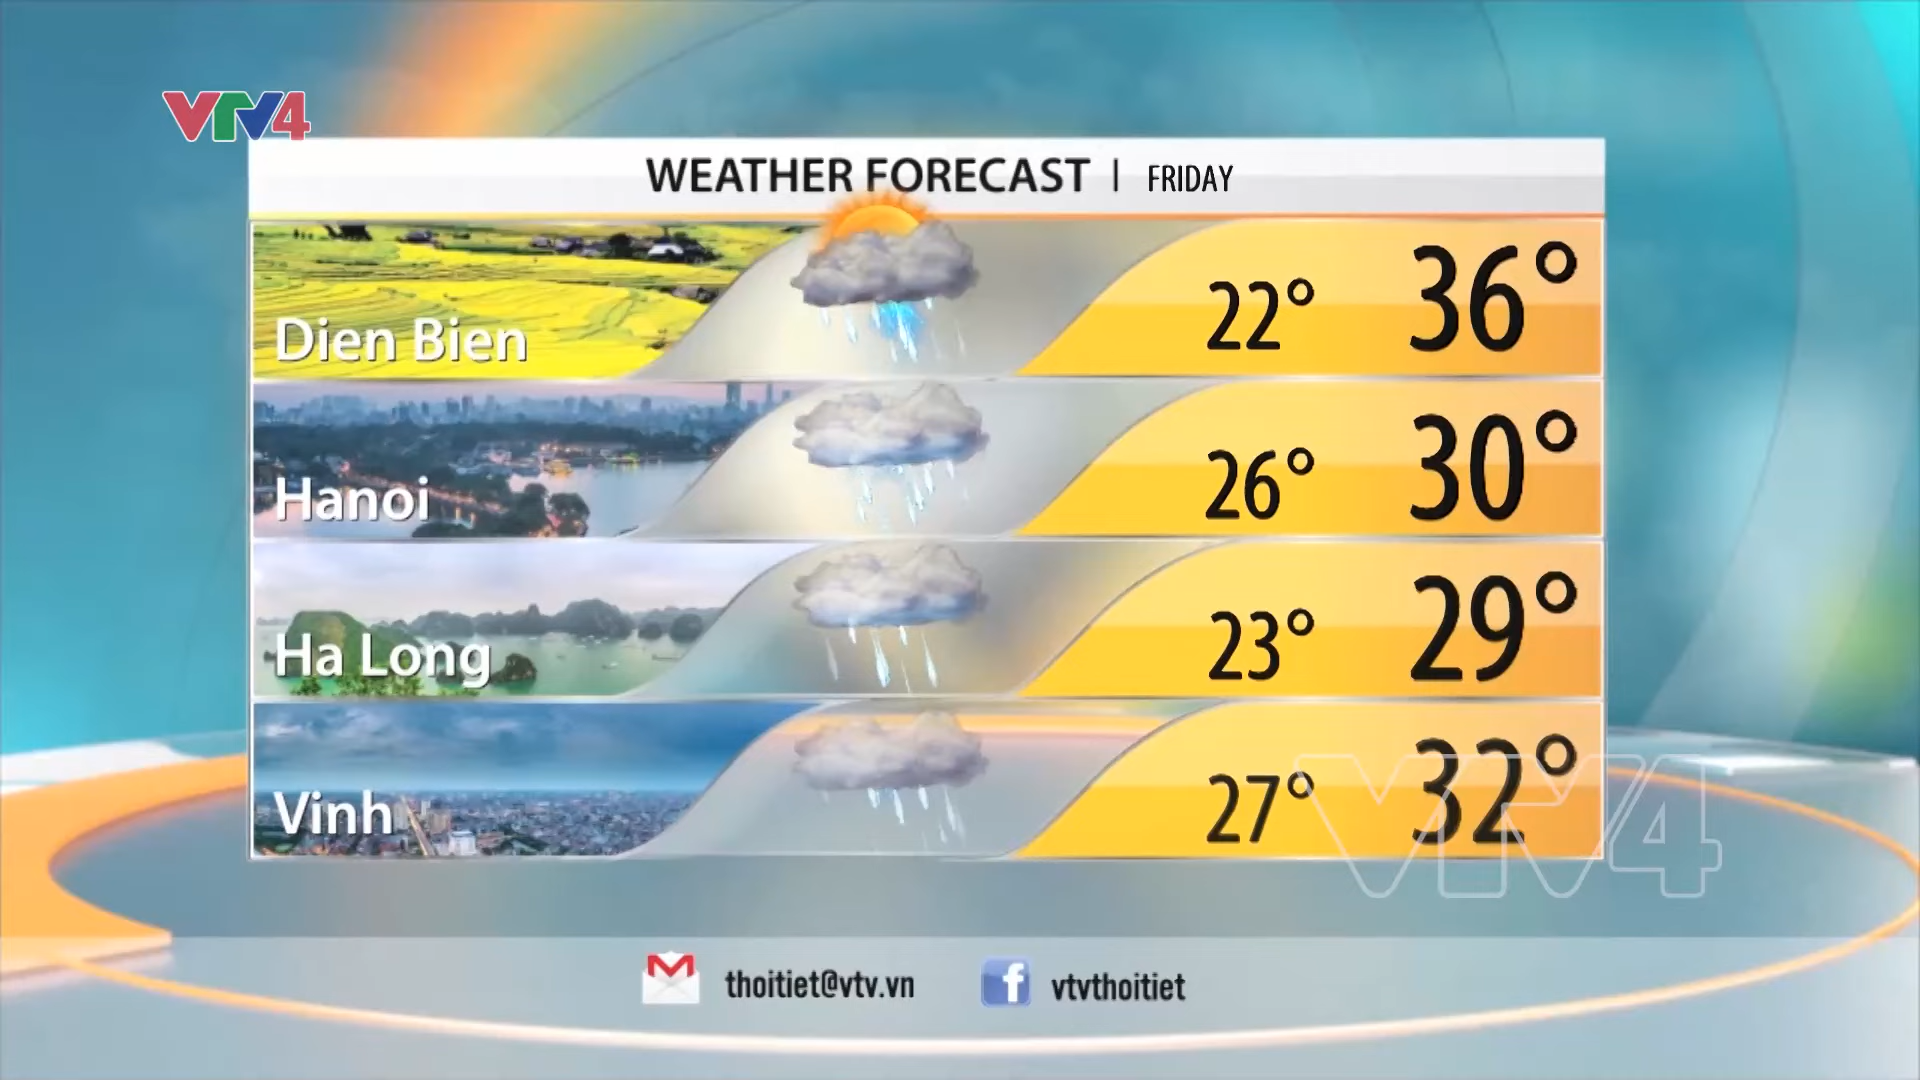 VTV4
WEATHER FORECAST | FRIDAY
Dien Bien 22° 36°
Hanoi 26° 30°
Ha Long 23° 29°
Vinh 27° 32°
VTV4
thoitiet@vtv.vn vtvthoitiet